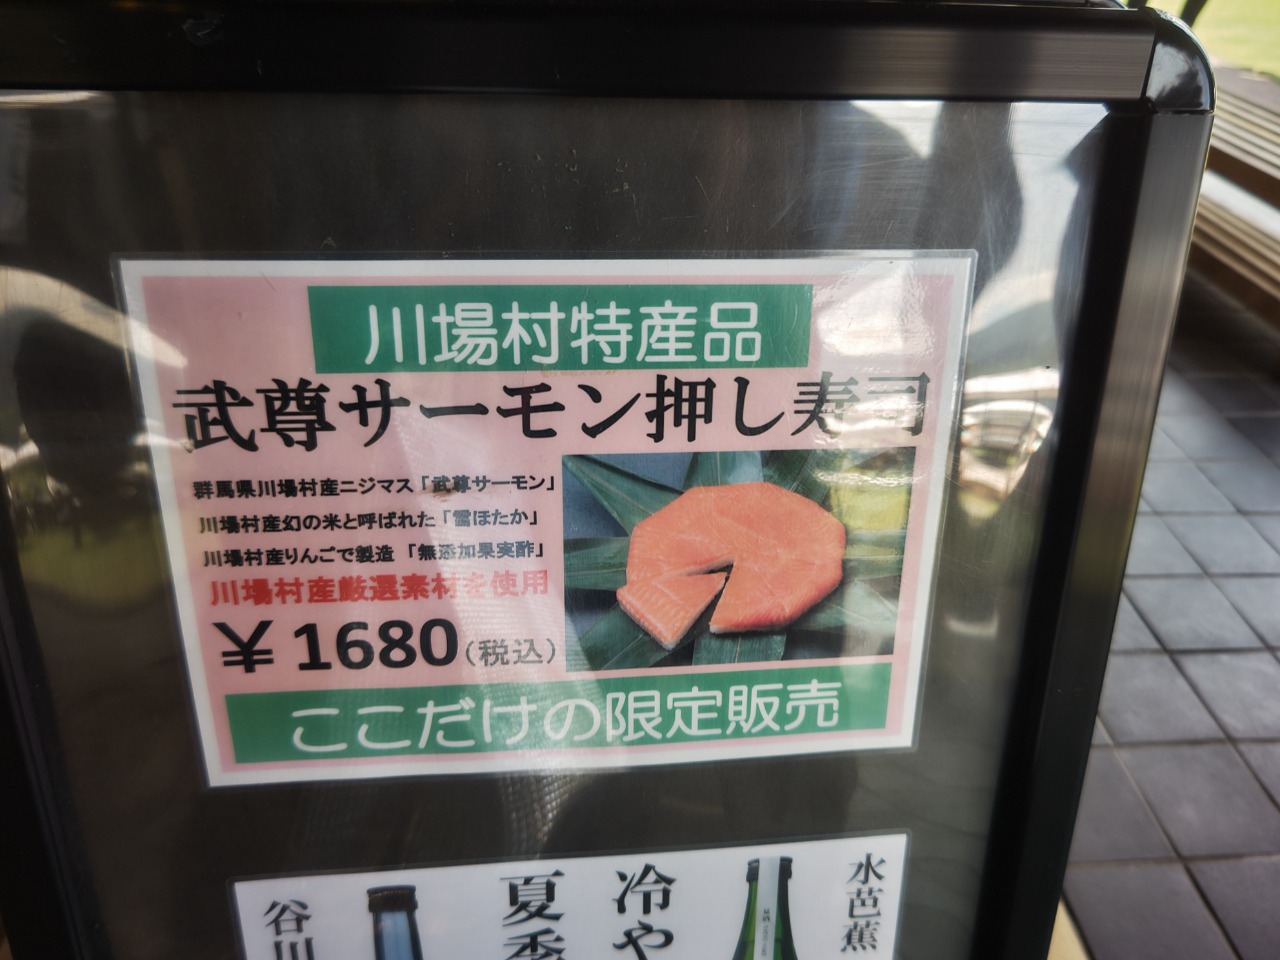 川場村特産品
武尊サーモン押し寿司
群馬県川場村産ニジマス「武尊サーモン」
川場村産幻の米と呼ばれた「雪ほたか」
川場村産りんごで製造 「無添加果実酢」
川場村産厳選素材を使用
¥1680(税込)
ここだけの限定販売
水芭蕉
冷や
夏季
谷川